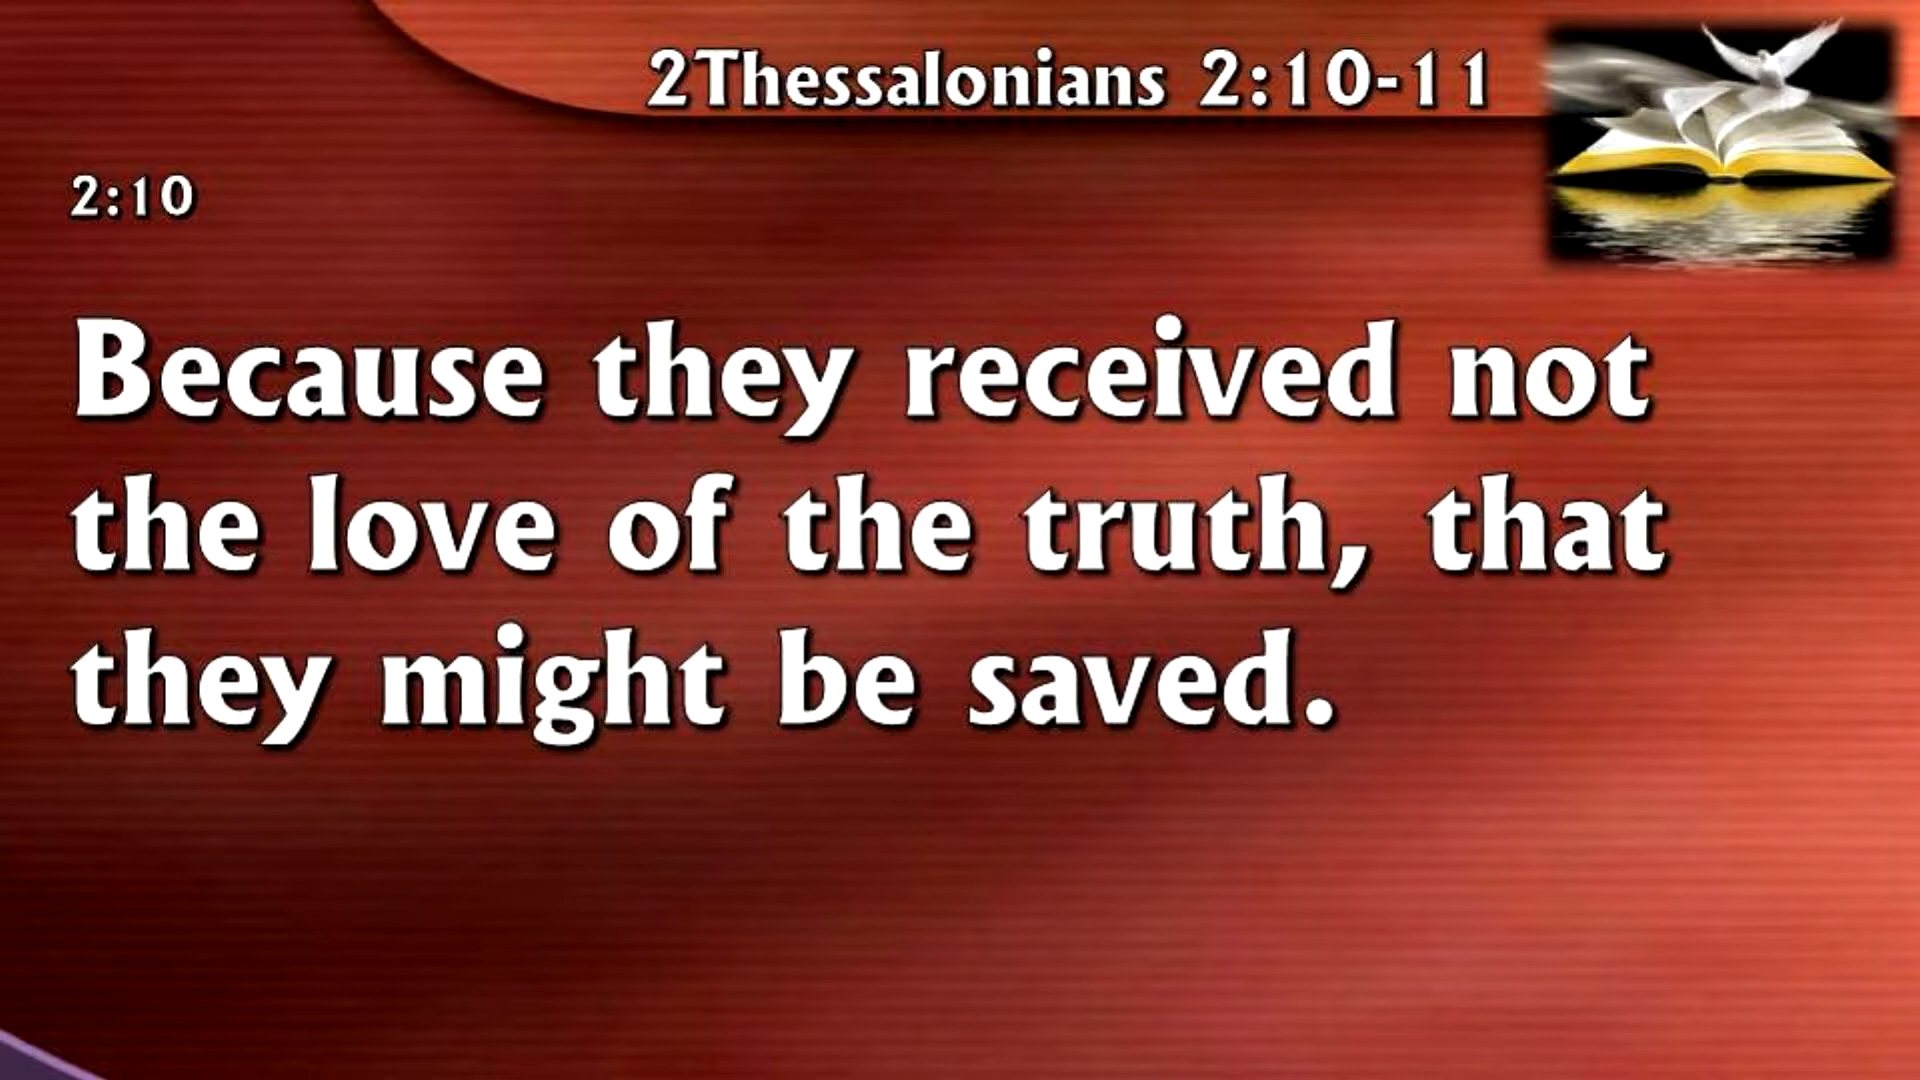 2Thessalonians 2:10-11
2:10
Because they received not
the love of the truth, that
they might be saved.